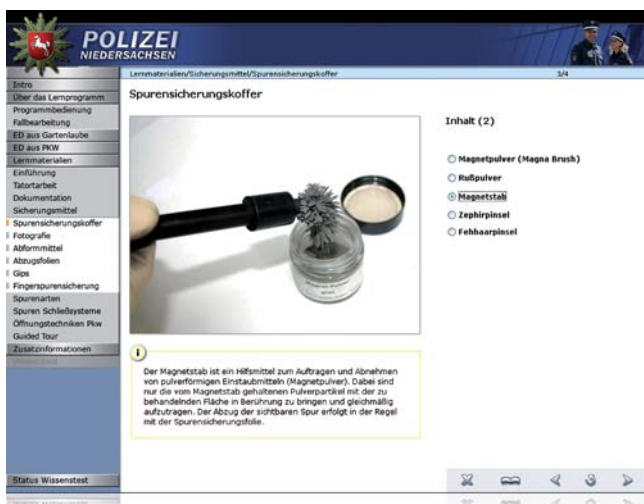 POLIZEI
NIEDERSACHSEN
Lernmaterialien/Sicherungsmittel/Spurensicherungskoffer
3/4
Intro
Über das Lernprogramm
Programmbedienung
Fallbearbeitung
ED aus Gartenlaube
ED aus PKW
Lernmaterialien
Einführung
Tatortarbeit
Dokumentation
Sicherungsmittel
Spurensicherungskoffer
Fotografie
Abformmittel
Abzugsfolien
Gips
Fingerspurensicherung
Spurenarten
Spuren Schließsysteme
Öffnungstechniken Pkw
Guided Tour
Zusatzinformationen
Status Wissenstest
Spurensicherungskoffer
Inhalt (2)
Magnetpulver (Magna Brush)
Rußpulver
Magnetstab
Zephirpinsel
Fehhaarpinsel
Der Magnetstab ist ein Hilfsmittel zum Auftragen und Abnehmen
von pulverförmigen Einstaubmitteln (Magnetpulver). Dabei sind
nur die vom Magnetstab gehaltenen Pulverpartikel mit der zu
behandelnden Fläche in Berührung zu bringen und gleichmäßig
aufzutragen. Der Abzug der sichtbaren Spur erfolgt in der Regel
mit der Spurensicherungsfolie.